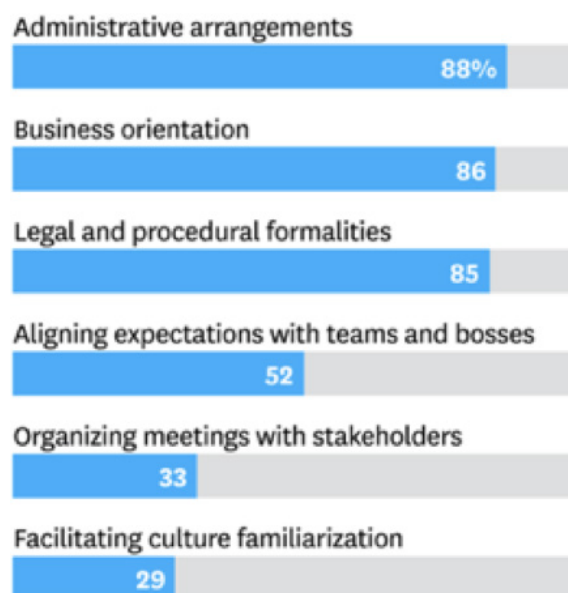 Administrative arrangements
88%
Business orientation
86
Legal and procedural formalities
85
Aligning expectations with teams and bosses
52
Organizing meetings with stakeholders
33
Facilitating culture familiarization
29